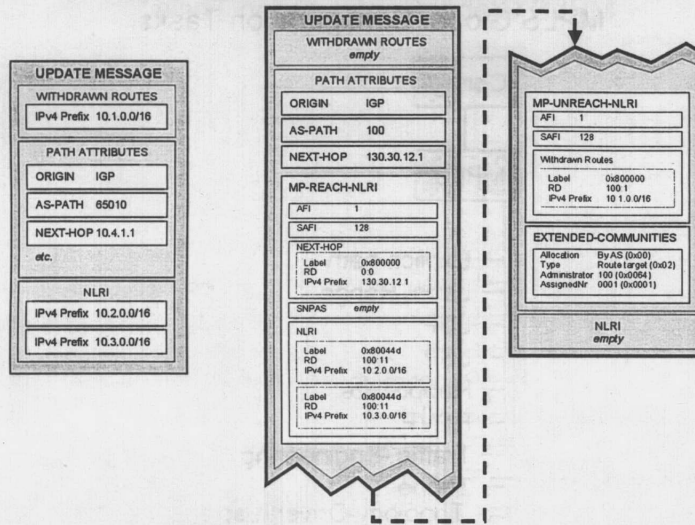 UPDATE MESSAGE
WITHDRAWN ROUTES
IPv4 Prefix 10.1.0.0/16
PATH ATTRIBUTES
ORIGIN IGP
AS-PATH 65010
NEXT-HOP 10.4.1.1
etc.
NLRI
IPv4 Prefix 10.2.0.0/16
IPv4 Prefix 10.3.0.0/16
UPDATE MESSAGE
WITHDRAWN ROUTES
empty
PATH ATTRIBUTES
ORIGIN IGP
AS-PATH 100
NEXT-HOP 130.30.12.1
MP-REACH-NLRI
AFI 1
SAFI 128
NEXT-HOP
Label 0x800000
RD 0:0
IPv4 Prefix 130.30.12.1
SNPAS empty
NLRI
Label 0x80044d
RD 100:11
IPv4 Prefix 10.2.0.0/16
Label 0x80044d
RD 100:11
IPv4 Prefix 10.3.0.0/16
MP-UNREACH-NLRI
AFI 1
SAFI 128
Withdrawn Routes
Label 0x800000
RD 100:1
IPv4 Prefix 10.1.0.0/16
EXTENDED-COMMUNITIES
Allocation By AS (0x00)
Type Route target (0x02)
Administrator 100 (0x0064)
AssignedNr 0001 (0x0001)
NLRI
empty